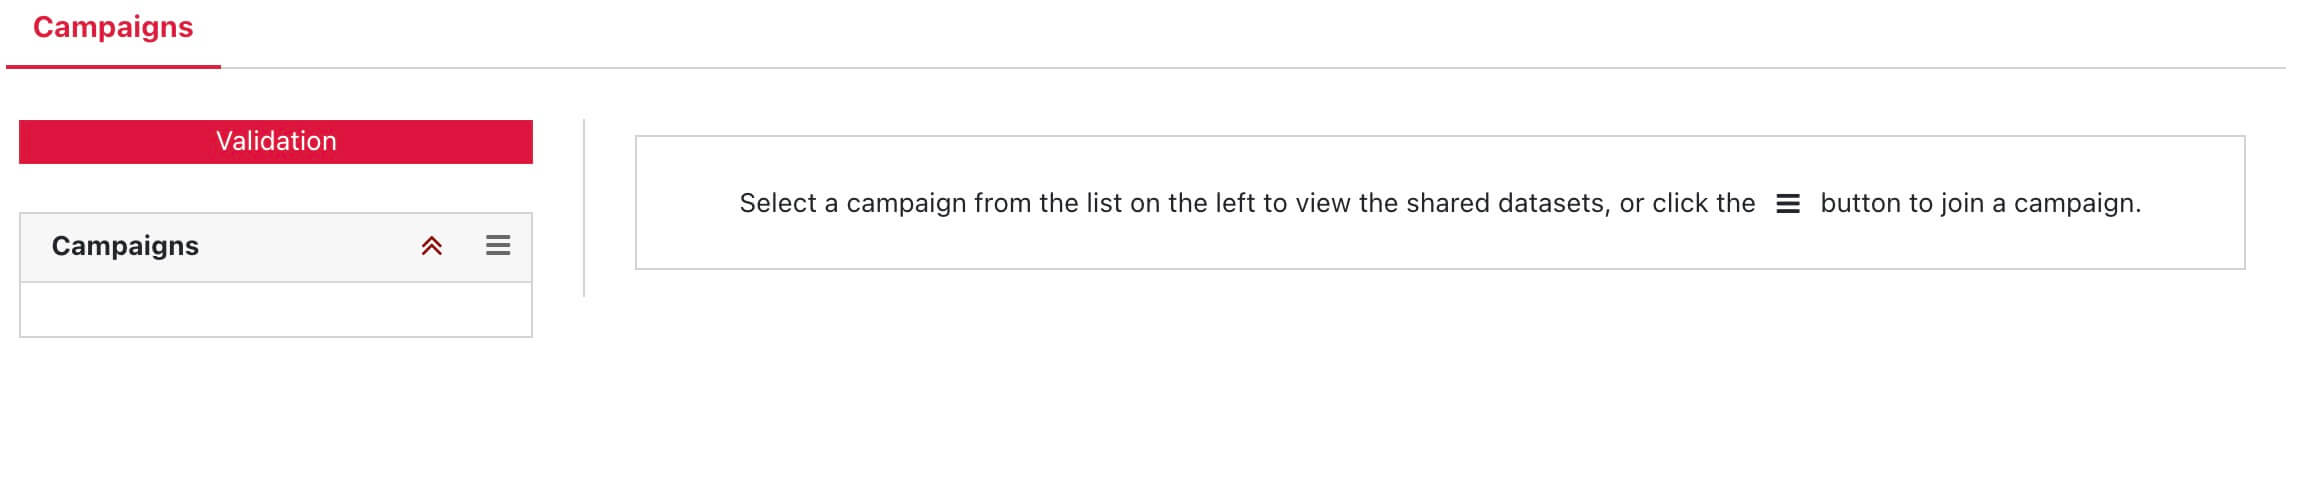 Campaigns
Validation
Campaigns
Select a campaign from the list on the left to view the shared datasets, or click the button to join a campaign.